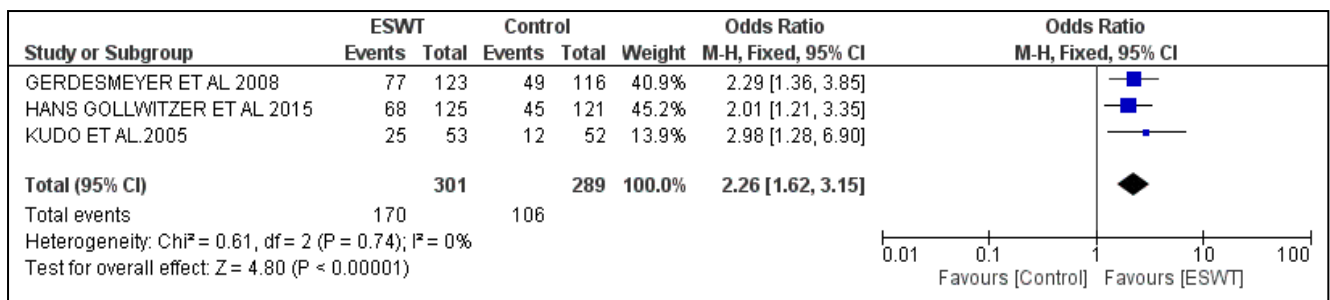 ESWT Control Odds Ratio Odds Ratio
Study or Subgroup Events Total Events Total Weight M-H, Fixed, 95% CI M-H, Fixed, 95% CI
GERDESMEYER ET AL 2008 77 123 49 116 40.9% 2.29 [1.36, 3.85]
HANS GOLLWITZER ET AL 2015 68 125 45 121 45.2% 2.01 [1.21, 3.35]
KUDO ET AL.2005 25 53 12 52 13.9% 2.98 [1.28, 6.90]
Total (95% CI) 301 289 100.0% 2.26 [1.62, 3.15]
Total events 170 106
Heterogeneity: Chi² = 0.61, df = 2 (P = 0.74); I² = 0%
Test for overall effect: Z = 4.80 (P < 0.00001)
0.01 0.1 1 10 100
Favours [Control] Favours [ESWT]